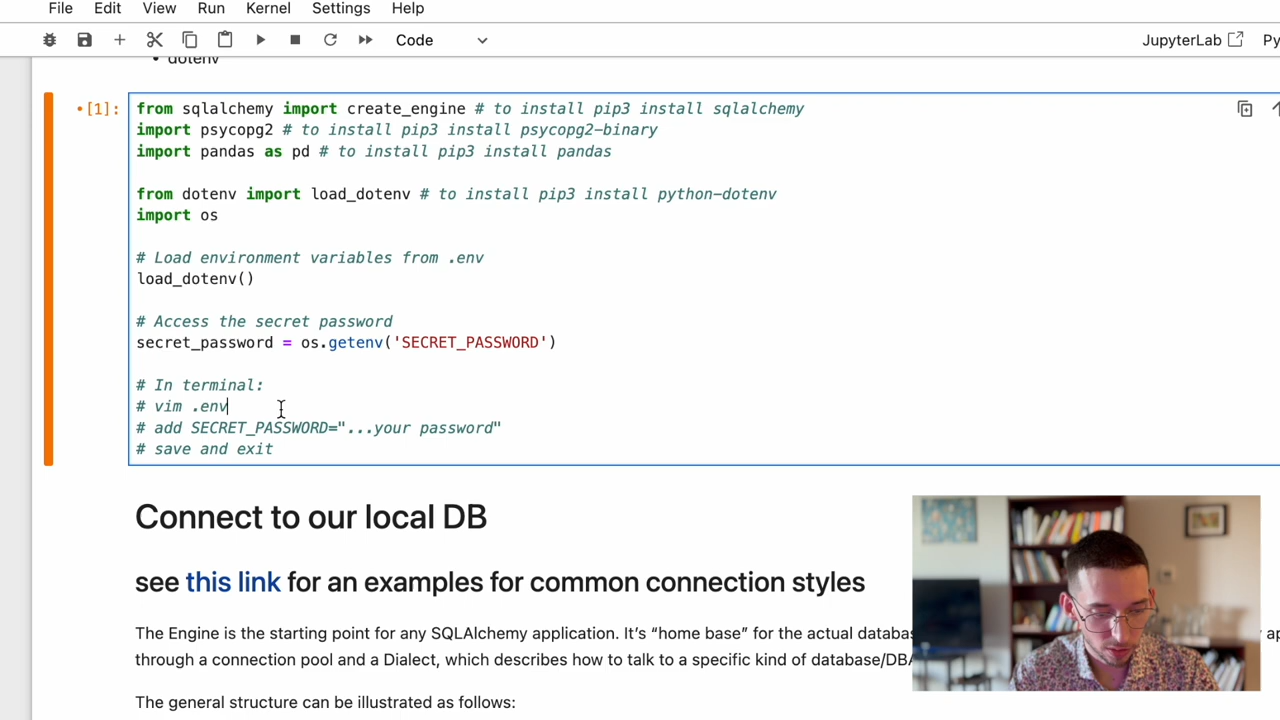 File Edit View Run Kernel Settings Help
Code JupyterLab Py
• dotenv
•[1]: from sqlalchemy import create_engine # to install pip3 install sqlalchemy
import psycopg2 # to install pip3 install psycopg2-binary
import pandas as pd # to install pip3 install pandas
from dotenv import load_dotenv # to install pip3 install python-dotenv
import os
# Load environment variables from .env
load_dotenv()
# Access the secret password
secret_password = os.getenv('SECRET_PASSWORD')
# In terminal:
# vim .env
# add SECRET_PASSWORD="...your password"
# save and exit
Connect to our local DB
see this link for an examples for common connection styles
The Engine is the starting point for any SQLAlchemy application. It's “home base” for the actual databas ap
through a connection pool and a Dialect, which describes how to talk to a specific kind of database/DBA
The general structure can be illustrated as follows: